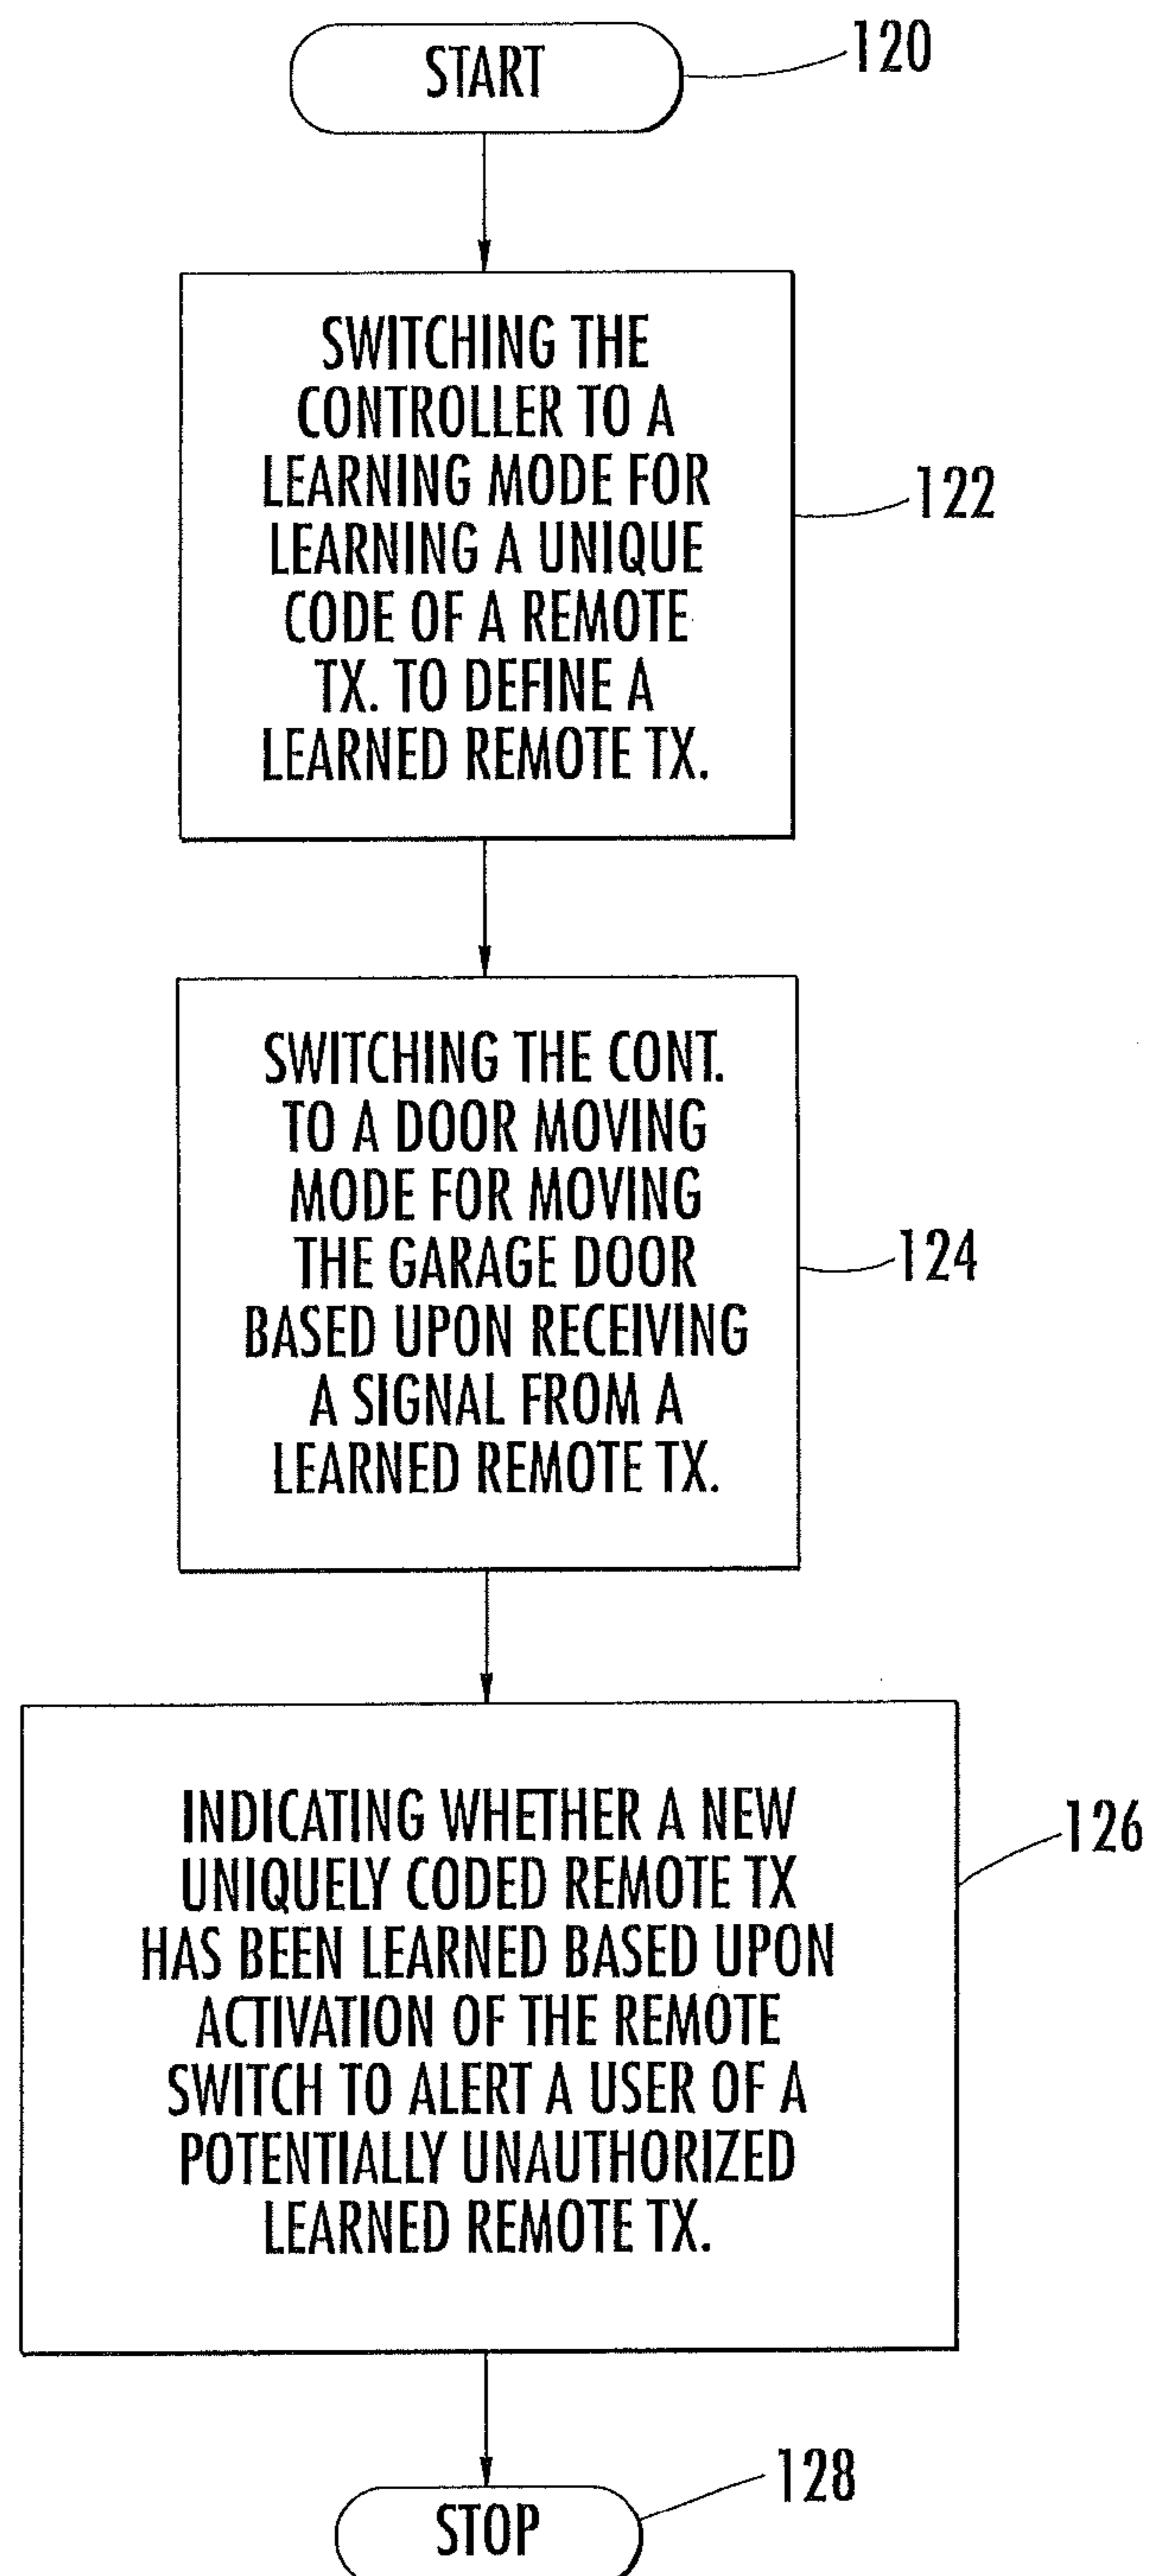 START
120
SWITCHING THE
CONTROLLER TO A
LEARNING MODE FOR
LEARNING A UNIQUE
CODE OF A REMOTE
TX. TO DEFINE A
LEARNED REMOTE TX.
122
SWITCHING THE CONT.
TO A DOOR MOVING
MODE FOR MOVING
THE GARAGE DOOR
BASED UPON RECEIVING
A SIGNAL FROM A
LEARNED REMOTE TX.
124
INDICATING WHETHER A NEW
UNIQUELY CODED REMOTE TX
HAS BEEN LEARNED BASED UPON
ACTIVATION OF THE REMOTE
SWITCH TO ALERT A USER OF A
POTENTIALLY UNAUTHORIZED
LEARNED REMOTE TX.
126
STOP
128